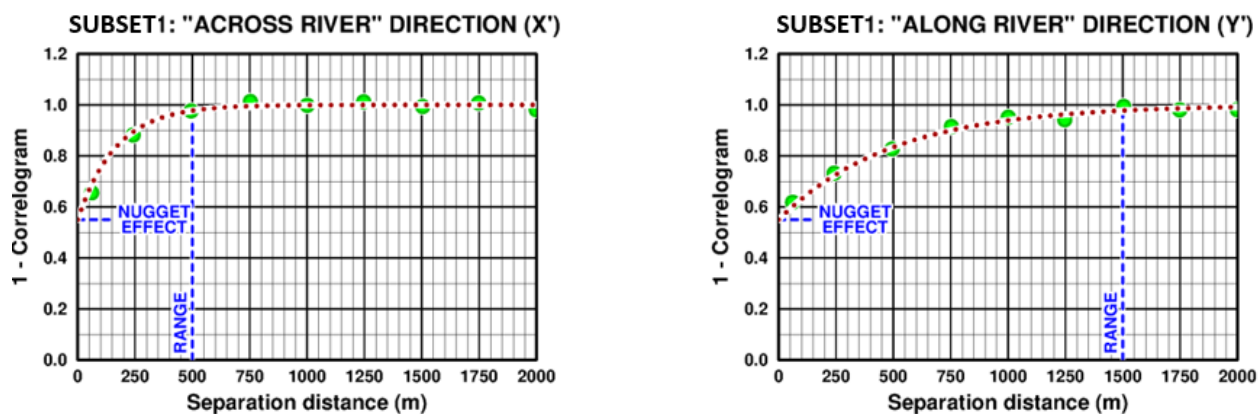 SUBSET1: "ACROSS RIVER" DIRECTION (X')
1.2
1.0
0.8
0.6
0.4
0.2
0.0
1 - Correlogram
NUGGET
EFFECT
RANGE
0 250 500 750 1000 1250 1500 1750 2000
Separation distance (m)
SUBSET1: "ALONG RIVER" DIRECTION (Y')
1.2
1.0
0.8
0.6
0.4
0.2
0.0
1 - Correlogram
NUGGET
EFFECT
RANGE
0 250 500 750 1000 1250 1500 1750 2000
Separation distance (m)